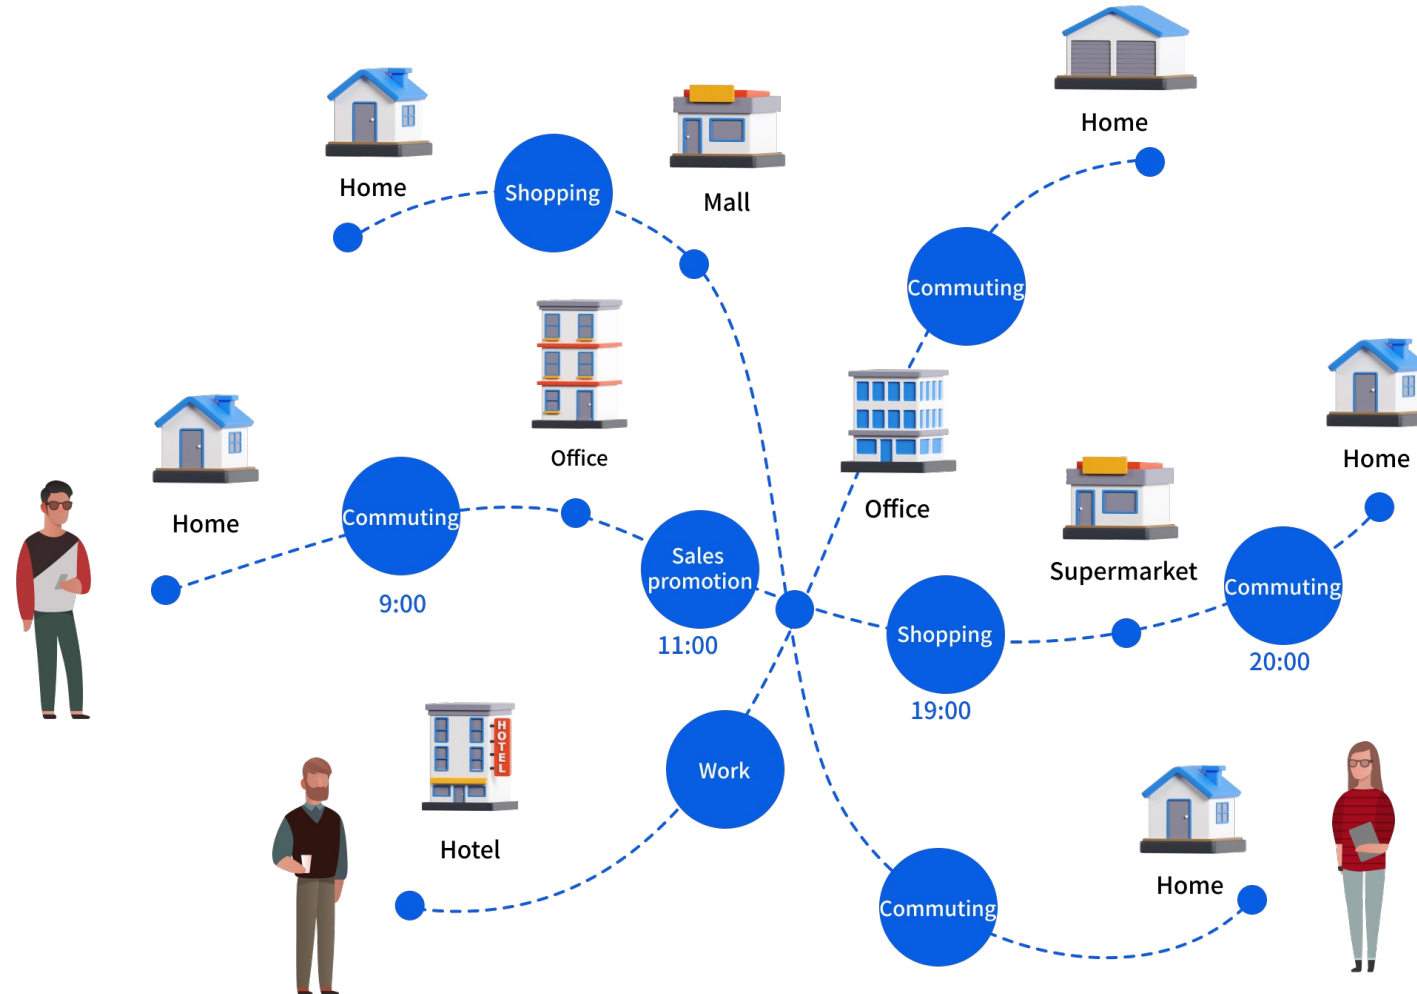 Home
Home
Shopping
Mall
Commuting
Office
Home
Home
Office
Commuting
9:00
Sales
promotion
11:00
Supermarket
Shopping
19:00
Commuting
20:00
HOTEL
Hotel
Work
Commuting
Home